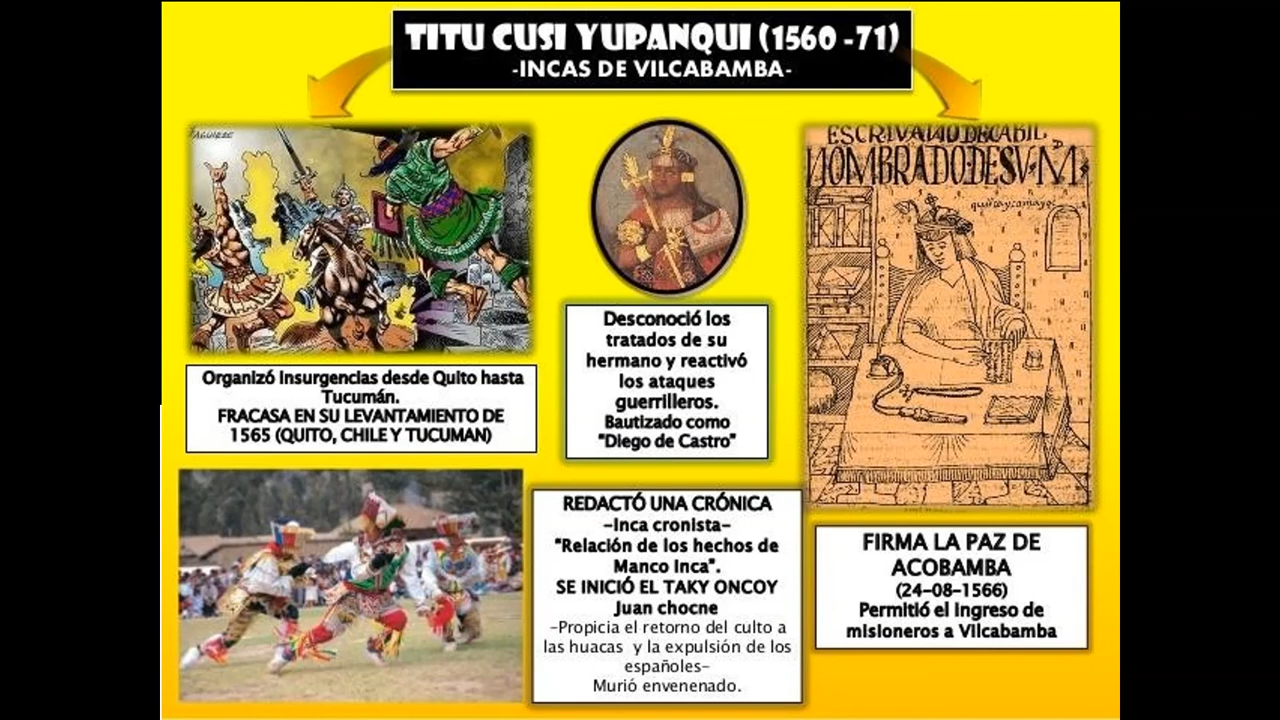 TITU CUSI YUPANQUI (1560 -71)
-INCAS DE VILCABAMBA-
AGUIRRE
Organizó insurgencias desde Quito hasta
Tucumán.
FRACASA EN SU LEVANTAMIENTO DE
1565 (QUITO, CHILE Y TUCUMAN)
Desconoció los
tratados de su
hermano y reactivó
los ataques
guerrilleros.
Bautizado como
"Diego de Castro"
REDACTÓ UNA CRÓNICA
-Inca cronista-
"Relación de los hechos de
Manco Inca".
SE INICIÓ EL TAKY ONCOY
Juan chocne
-Propicia el retorno del culto a
las huacas y la expulsión de los
españoles-
Murió envenenado.
NOMBRADO DE SV M
FIRMA LA PAZ DE
ACOBAMBA
(24-08-1566)
Permitió el ingreso de
misioneros a Vilcabamba